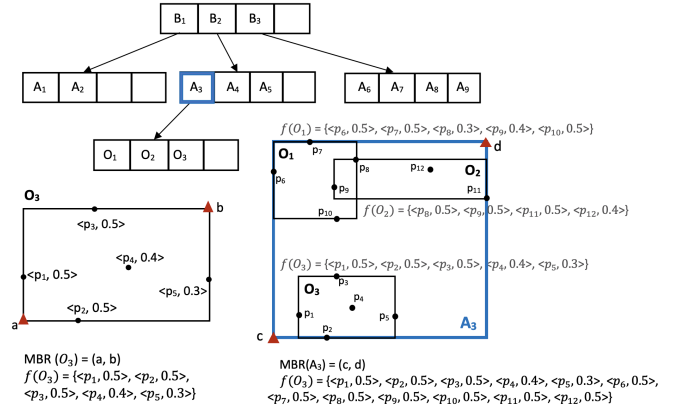 B1 B2 B3
A1 A2
A3 A4 A5
A6 A7 A8 A9
O1 O2 O3
f(O1) = {<p6, 0.5>, <p7, 0.5>, <p8, 0.3>, <p9, 0.4>, <p10, 0.5>}
O1
p7
d
p6
p8
p12
O2
p9
p11
p10
f(O2) = {<p8, 0.5>, <p9, 0.5>, <p11, 0.5>, <p12, 0.4>}
O3
b
<p3, 0.5>
<p4, 0.4>
<p1, 0.5>
<p5, 0.3>
<p2, 0.5>
a
f(O3) = {<p1, 0.5>, <p2, 0.5>, <p3, 0.5>, <p4, 0.4>, <p5, 0.3>}
O3
p3
p4
p1
p5
p2
A3
c
MBR (O3) = (a, b)
f(O3) = {<p1, 0.5>, <p2, 0.5>,
<p3, 0.5>, <p4, 0.4>, <p5, 0.3>}
MBR(A3) = (c, d)
f(O3) = {<p1, 0.5>, <p2, 0.5>, <p3, 0.5>, <p4, 0.4>, <p5, 0.3>, <p6, 0.5>,
<p7, 0.5>, <p8, 0.5>, <p9, 0.5>, <p10, 0.5>, <p11, 0.5>, <p12, 0.5>}